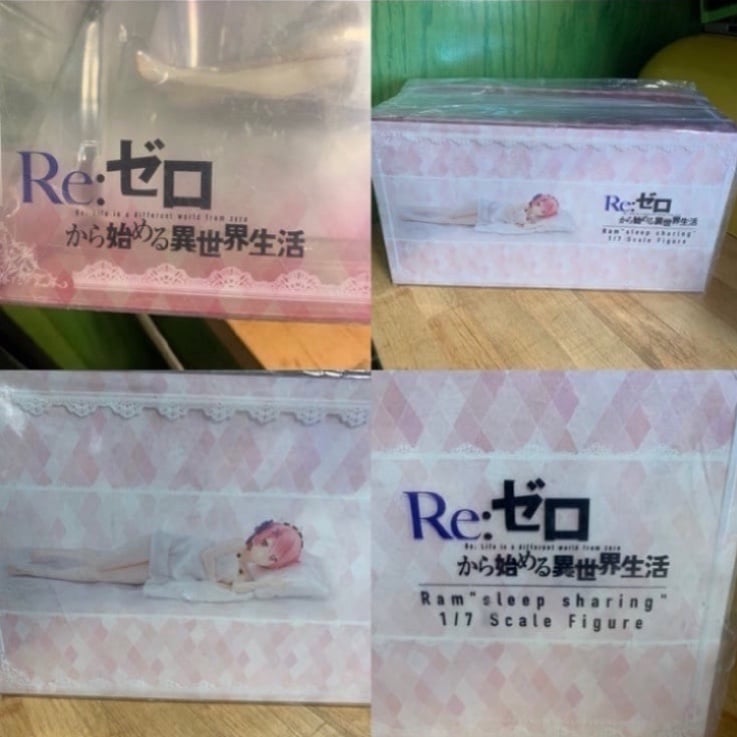 Re:ゼロ
Re: Life in a different world from zero
から始める異世界生活
Re:ゼロ
から始める異世界生活
Ram"sleep sharing"
1/7 Scale Figure
Re:ゼロ
Re: Life in a different world from zero
から始める異世界生活
Ram"sleep sharing"
1/7 Scale Figure